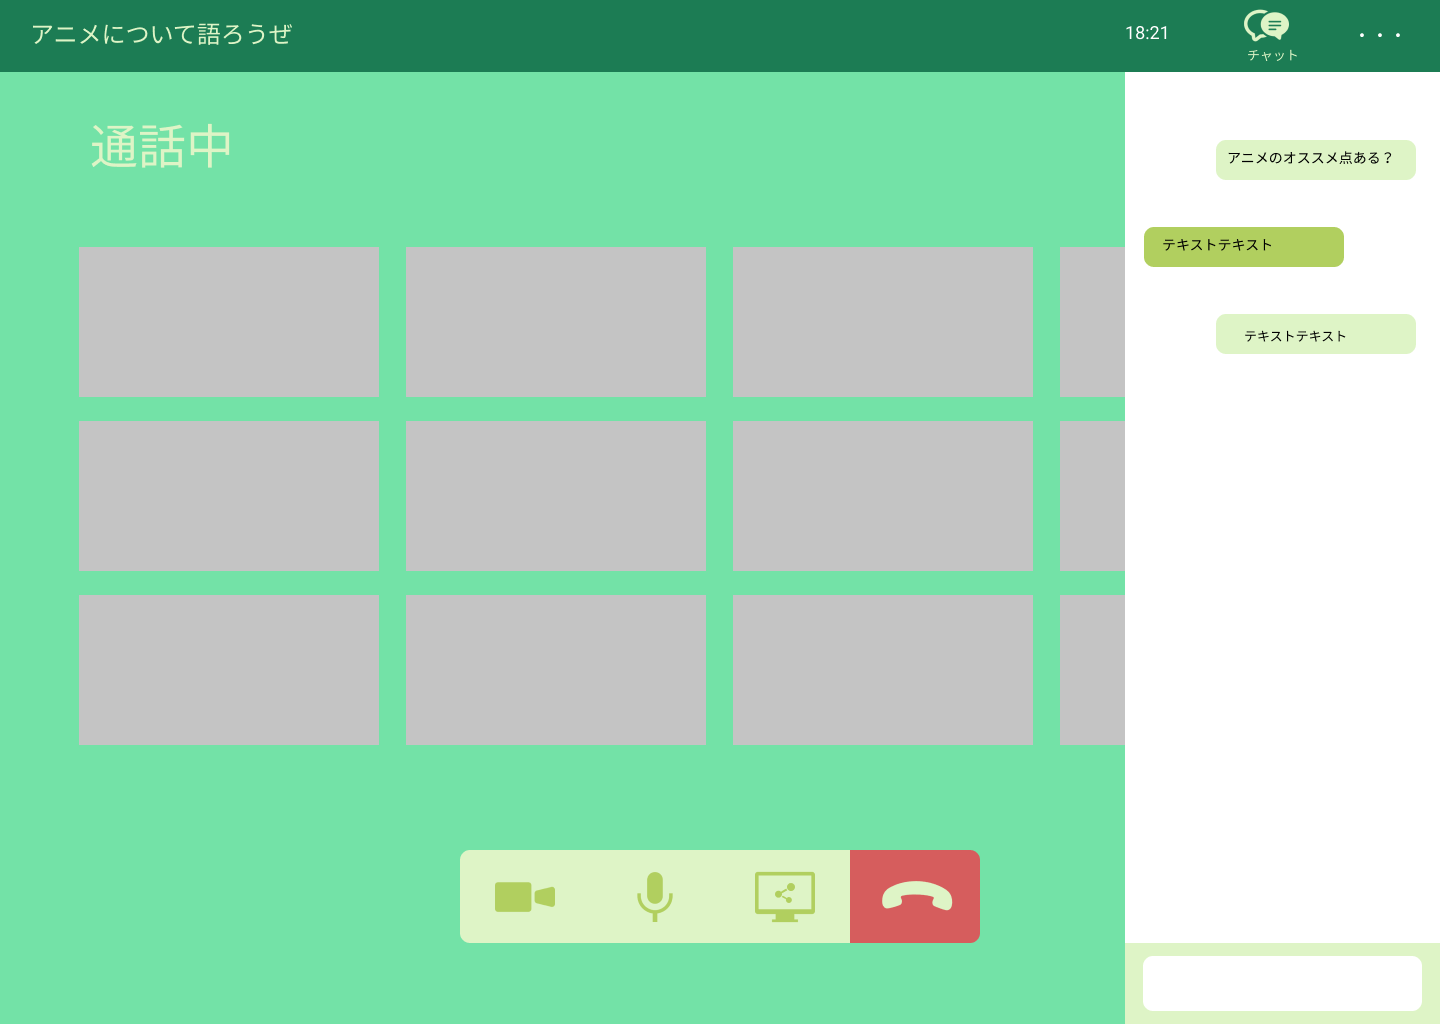 アニメについて語ろうぜ
18:21
チャット
通話中
アニメのオススメ点ある？
テキストテキスト
テキストテキスト